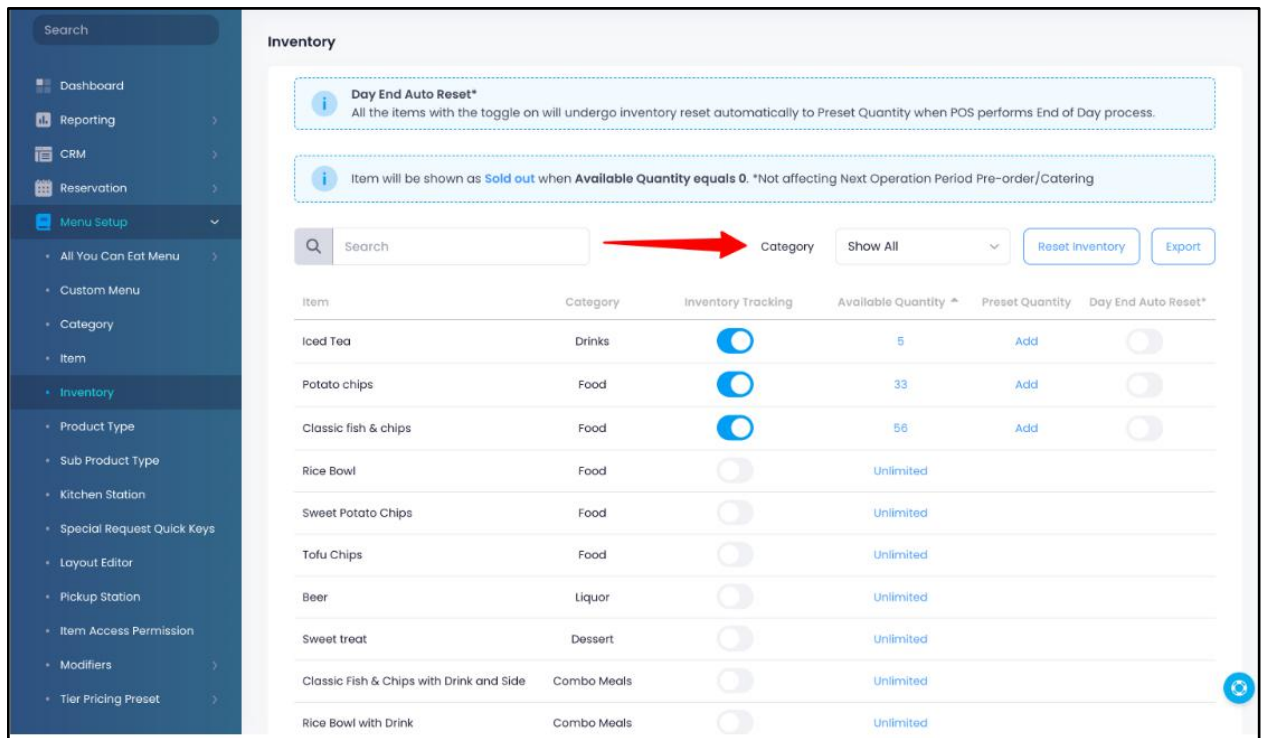 Search
Dashboard
Reporting
CRM
Reservation
Menu Setup
All You Can Eat Menu
Custom Menu
Category
Item
Inventory
Product Type
Sub Product Type
Kitchen Station
Special Request Quick Keys
Layout Editor
Pickup Station
Item Access Permission
Modifiers
Tier Pricing Preset
Inventory
Day End Auto Reset*
All the items with the toggle on will undergo inventory reset automatically to Preset Quantity when POS performs End of Day process.
Item will be shown as Sold out when Available Quantity equals 0. *Not affecting Next Operation Period Pre-order/Catering
Search Category Show All Reset Inventory Export
Item Category Inventory Tracking Available Quantity Preset Quantity Day End Auto Reset*
Iced Tea Drinks 5 Add
Potato chips Food 33 Add
Classic fish & chips Food 56 Add
Rice Bowl Food Unlimited
Sweet Potato Chips Food Unlimited
Tofu Chips Food Unlimited
Beer Liquor Unlimited
Sweet treat Dessert Unlimited
Classic Fish & Chips with Drink and Side Combo Meals Unlimited
Rice Bowl with Drink Combo Meals Unlimited